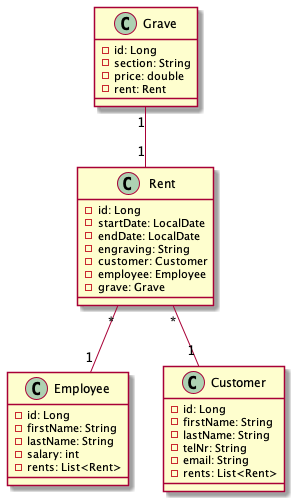 C Grave
id: Long
section: String
price: double
rent: Rent
1
1
C Rent
id: Long
startDate: LocalDate
endDate: LocalDate
engraving: String
customer: Customer
employee: Employee
grave: Grave
* *
1 1
C Employee
id: Long
firstName: String
lastName: String
salary: int
rents: List<Rent>
C Customer
id: Long
firstName: String
lastName: String
telNr: String
email: String
rents: List<Rent>